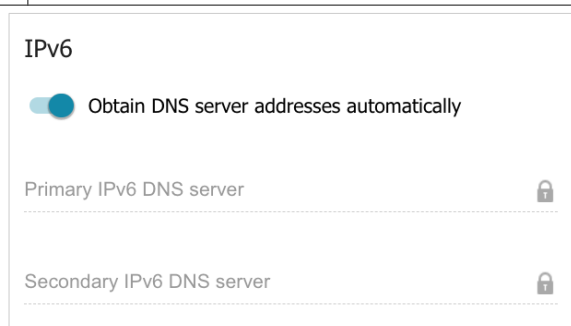 IPv6
Obtain DNS server addresses automatically
Primary IPv6 DNS server
Secondary IPv6 DNS server